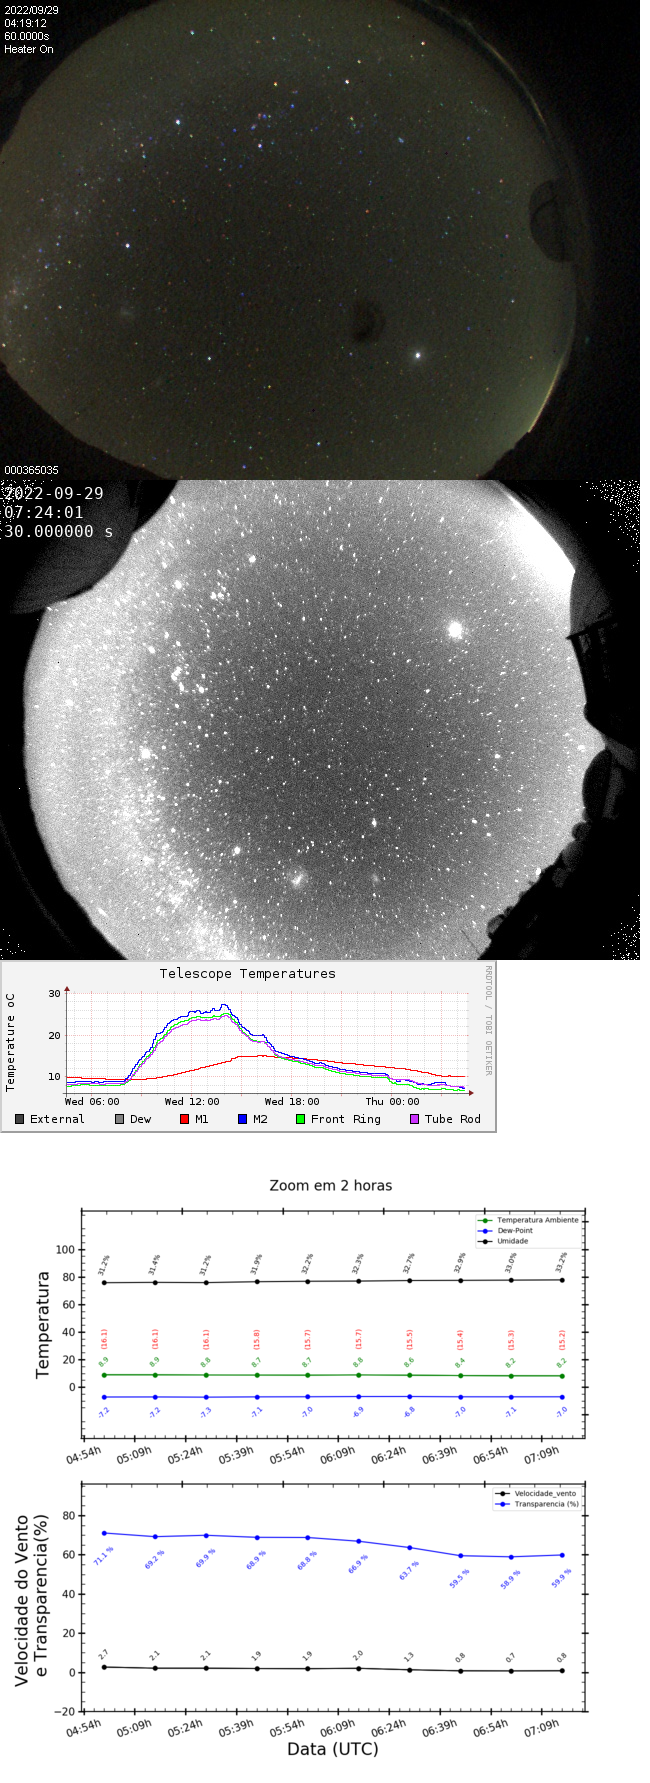 2022/09/29
04:19:12
60.0000s
Heater On
000365035
2022-09-29
07:24:01
30.000000 s
Telescope Temperatures
RRDTOOL / TOBI OETIKER
Temperature oC
30
20
10
Wed 06:00 Wed 12:00 Wed 18:00 Thu 00:00
External Dew M1 M2 Front Ring Tube Rod
Zoom em 2 horas
Temperatura
Temperatura Ambiente
Dew-Point
Umidade
100
80
60
40
20
0
31.2% 31.4% 31.2% 31.9% 32.2% 32.3% 32.7% 32.9% 33.0% 33.2%
(16.1) (16.1) (16.1) (15.8) (15.7) (15.7) (15.5) (15.4) (15.3) (15.2)
8.9 8.9 8.8 8.7 8.7 8.8 8.6 8.4 8.2 8.2
-7.2 -7.2 -7.3 -7.1 -7.0 -6.9 -6.8 -7.0 -7.1 -7.0
04:54h 05:09h 05:24h 05:39h 05:54h 06:09h 06:24h 06:39h 06:54h 07:09h
Velocidade do Vento
e Transparencia(%)
Velocidade_vento
Transparencia (%)
80
60
40
20
0
−20
71.1 % 69.2 % 69.9 % 68.9 % 68.8 % 66.9 % 63.7 % 59.5 % 58.9 % 59.9 %
2.7 2.1 2.1 1.9 1.9 2.0 1.3 0.8 0.7 0.8
04:54h 05:09h 05:24h 05:39h 05:54h 06:09h 06:24h 06:39h 06:54h 07:09h
Data (UTC)